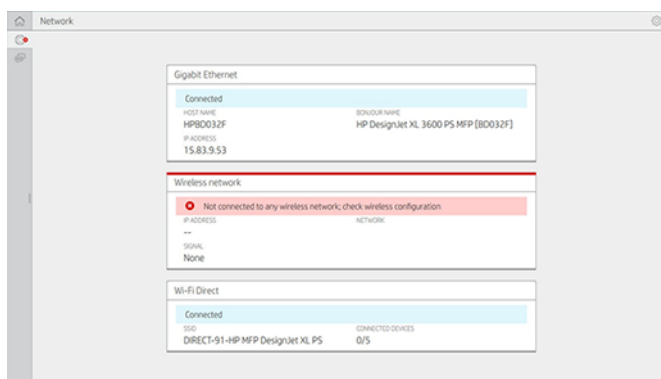 Network
Gigabit Ethernet
Connected
HOST NAME
BONJOUR NAME
HPBD032F
HP DesignJet XL 3600 PS MFP [BD032F]
IP ADDRESS
15.83.9.53
Wireless network
Not connected to any wireless network; check wireless configuration
IP ADDRESS
NETWORK
--
SIGNAL
None
Wi-Fi Direct
Connected
SSID
CONNECTED DEVICES
DIRECT-91-HP MFP DesignJet XL PS
0/5